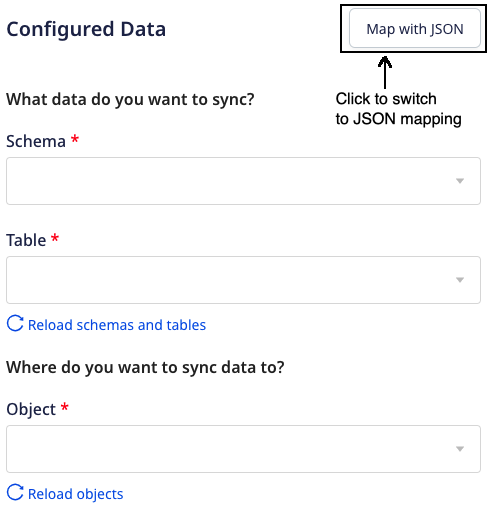 Configured Data
Map with JSON
Click to switch
to JSON mapping
What data do you want to sync?
Schema *
Table *
Reload schemas and tables
Where do you want to sync data to?
Object *
Reload objects